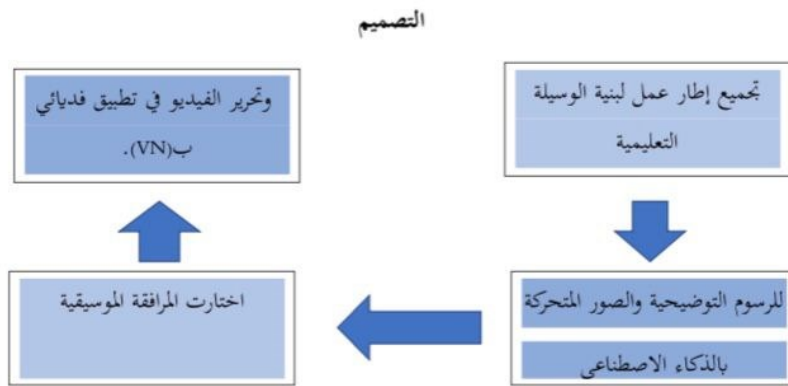 التصميم
تجميع إطار عمل لبنية الوسيلة
التعليمية
للرسوم التوضيحية والصور المتحركة
بالذكاء الاصطناعي
اختارت المرافقة الموسيقية
وتحرير الفيديو في تطبيق فديائي
ب(VN).